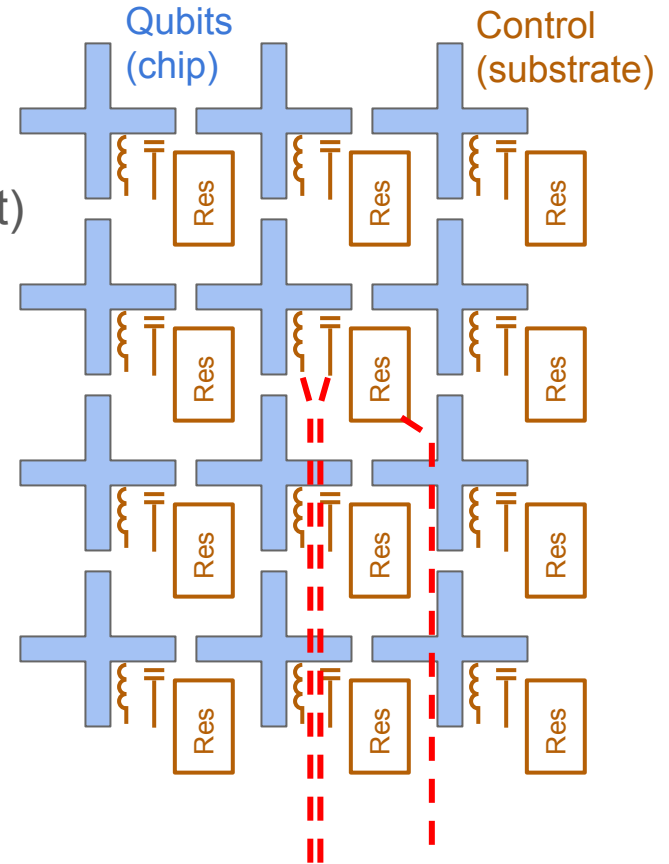 Qubits
(chip)
Control
(substrate)
t)
Res
Res
Res
Res
Res
Res
Res
Res
Res
Res
Res
Res